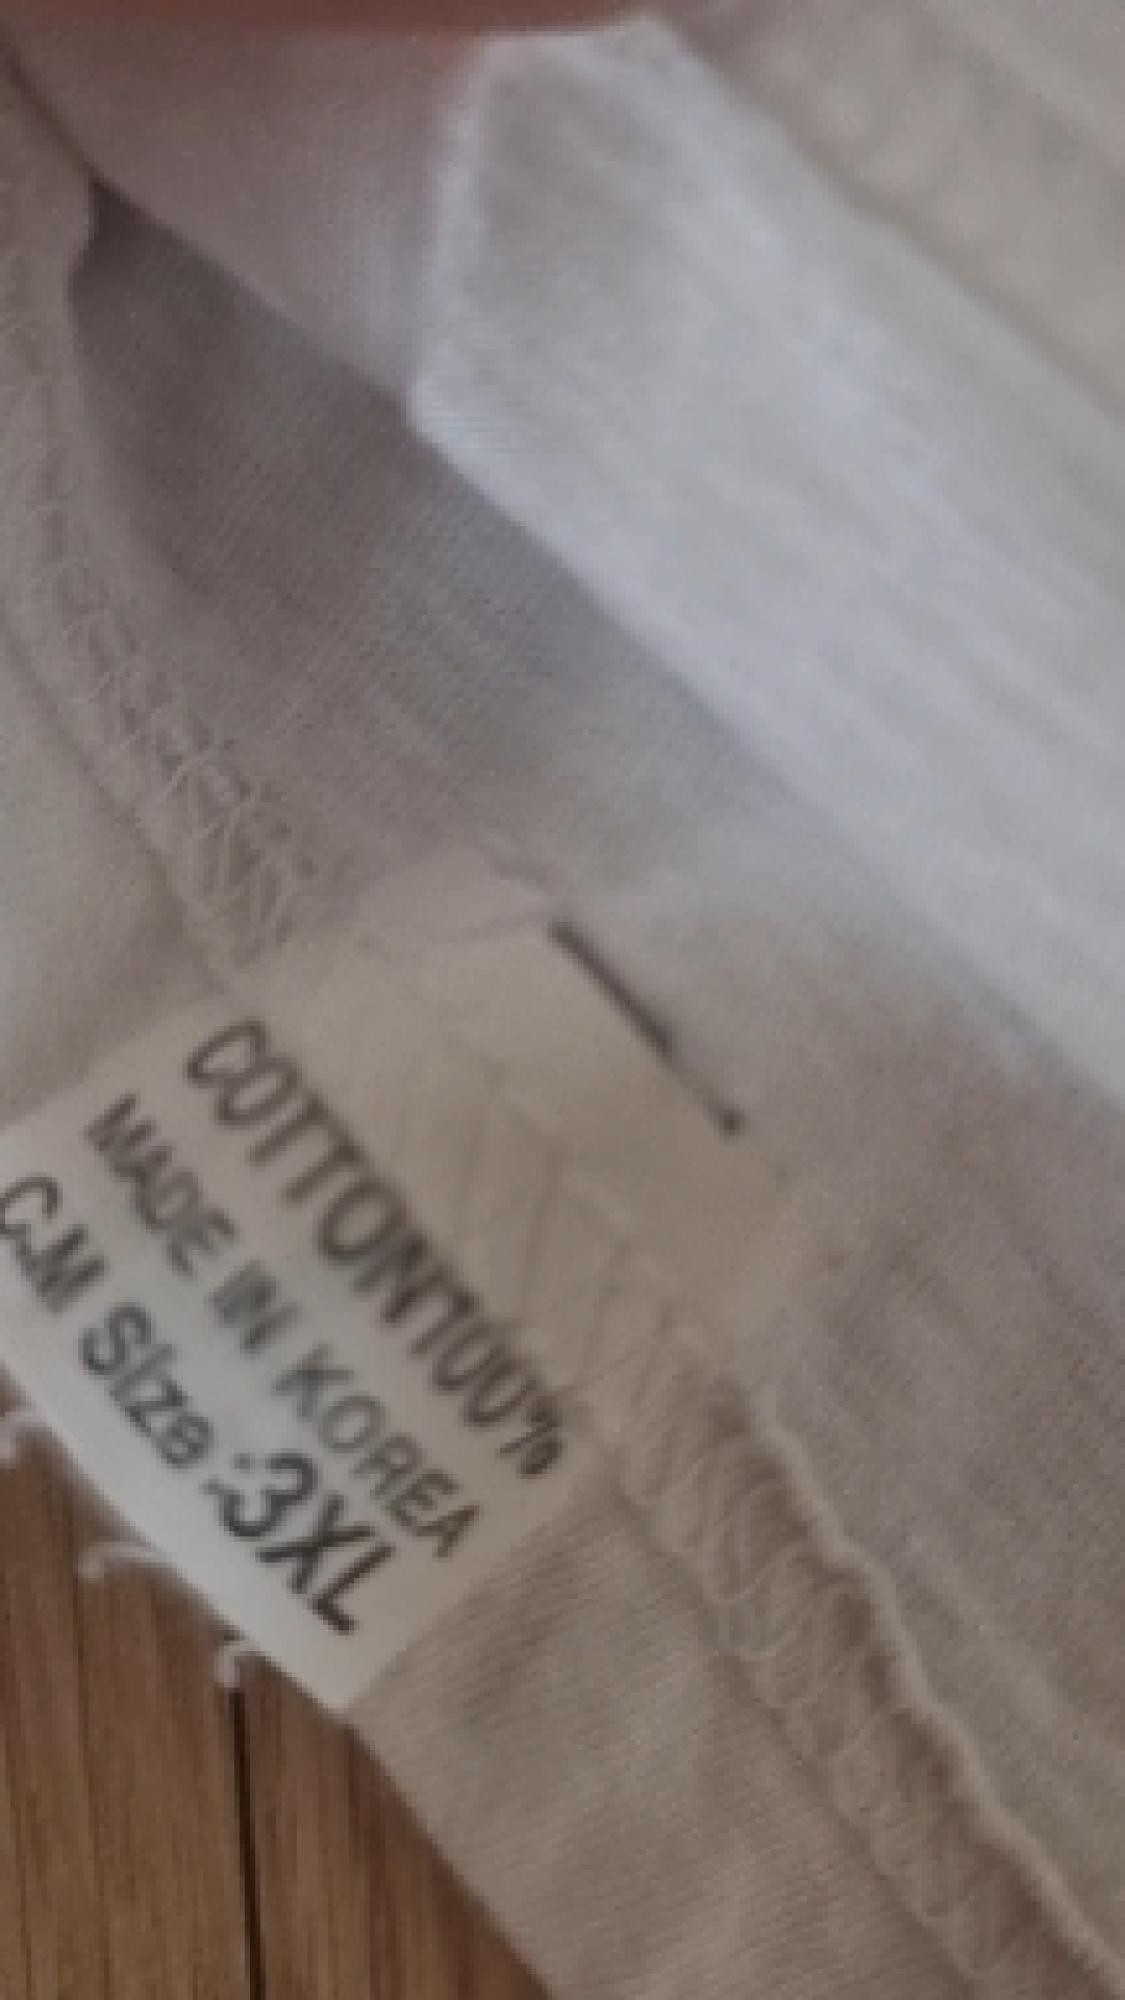 COTTON100%
MADE IN KOREA
C.M Size :3XL